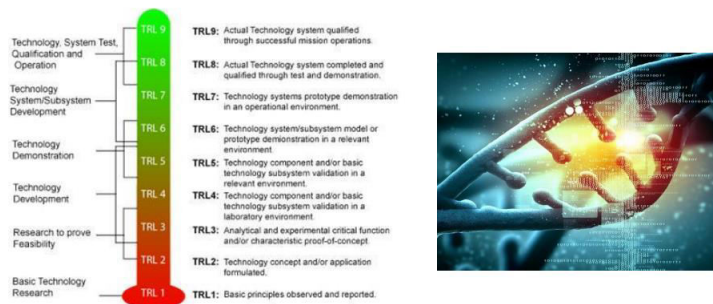 Technology, System Test,
Qualification and
Operation
Technology
System/Subsystem
Development
Technology
Demonstration
Technology
Development
Research to prove
Feasibility
Basic Technology
Research
TRL 9
TRL 8
TRL 7
TRL 6
TRL 5
TRL 4
TRL 3
TRL 2
TRL 1
TRL9: Actual Technology system qualified
through successful mission operations.
TRL8: Actual Technology system completed and
qualified through test and demonstration.
TRL7: Technology systems prototype demonstration
in an operational environment.
TRL6: Technology system/subsystem model or
prototype demionstration in a relevant
environment.
TRL5: Technology component and/or basic
technology subsystem validation in a
relevant environment.
TRL4: Technology component and/or basic
technology subsystem validation in a
laboratory environment.
TRL3: Analytical and experimental critical function
and/or characteristic proof-of-concept
TRL2: Technology concept and/or application
formulated.
TRL1: Basic principles observed and reported.